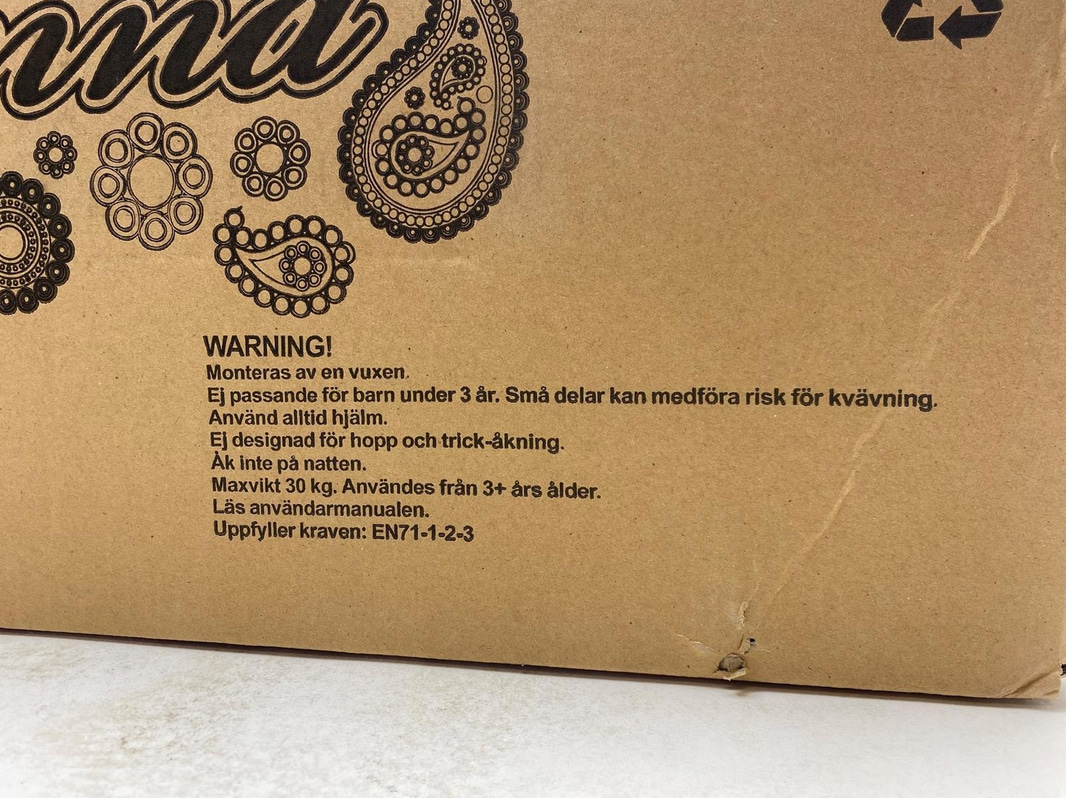 WARNING!
Monteras av en vuxen.
Ej passande för barn under 3 år. Små delar kan medföra risk för kvävning.
Använd alltid hjälm.
Ej designad för hopp och trick-åkning.
Åk inte på natten.
Maxvikt 30 kg. Användes från 3+ års ålder.
Läs användarmanualen.
Uppfyller kraven: EN71-1-2-3